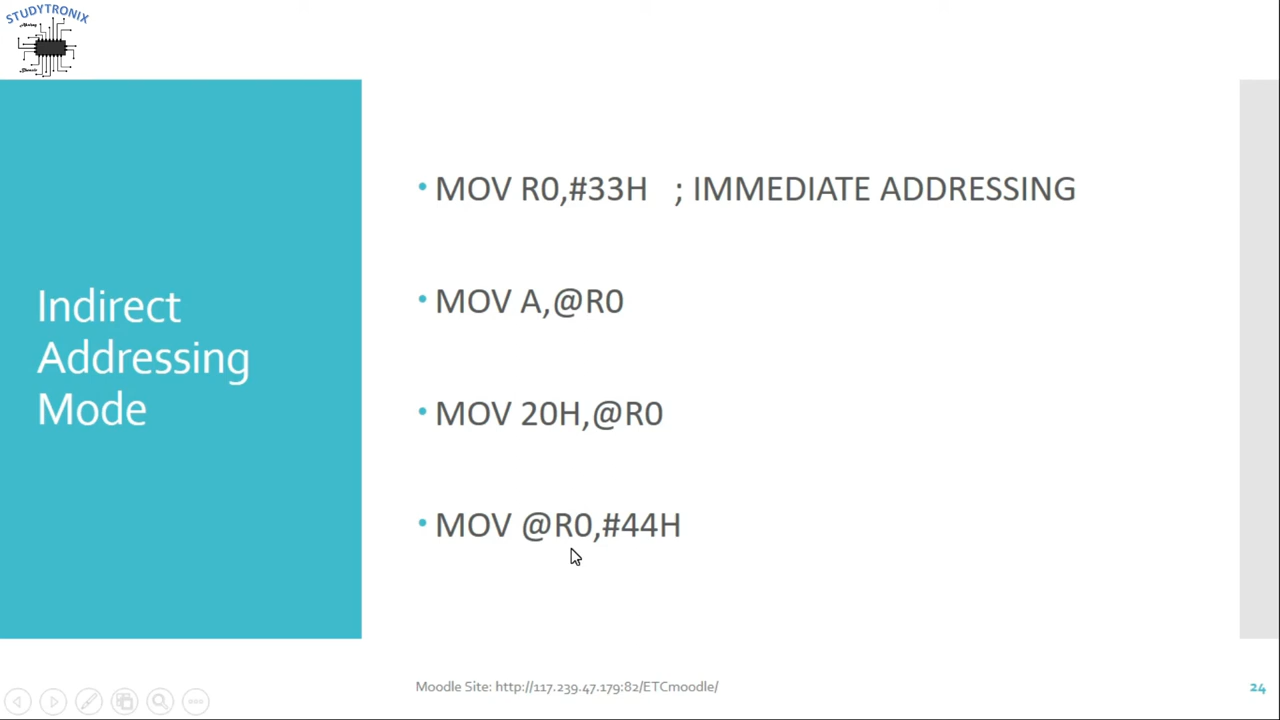 STUDYTRONIX
Indirect
Addressing
Mode
• MOV R0,#33H ; IMMEDIATE ADDRESSING
• MOV A,@R0
• MOV 20H,@R0
• MOV @R0,#44H
Moodle Site: http://117.239.47.179:82/ETCmoodle/
24